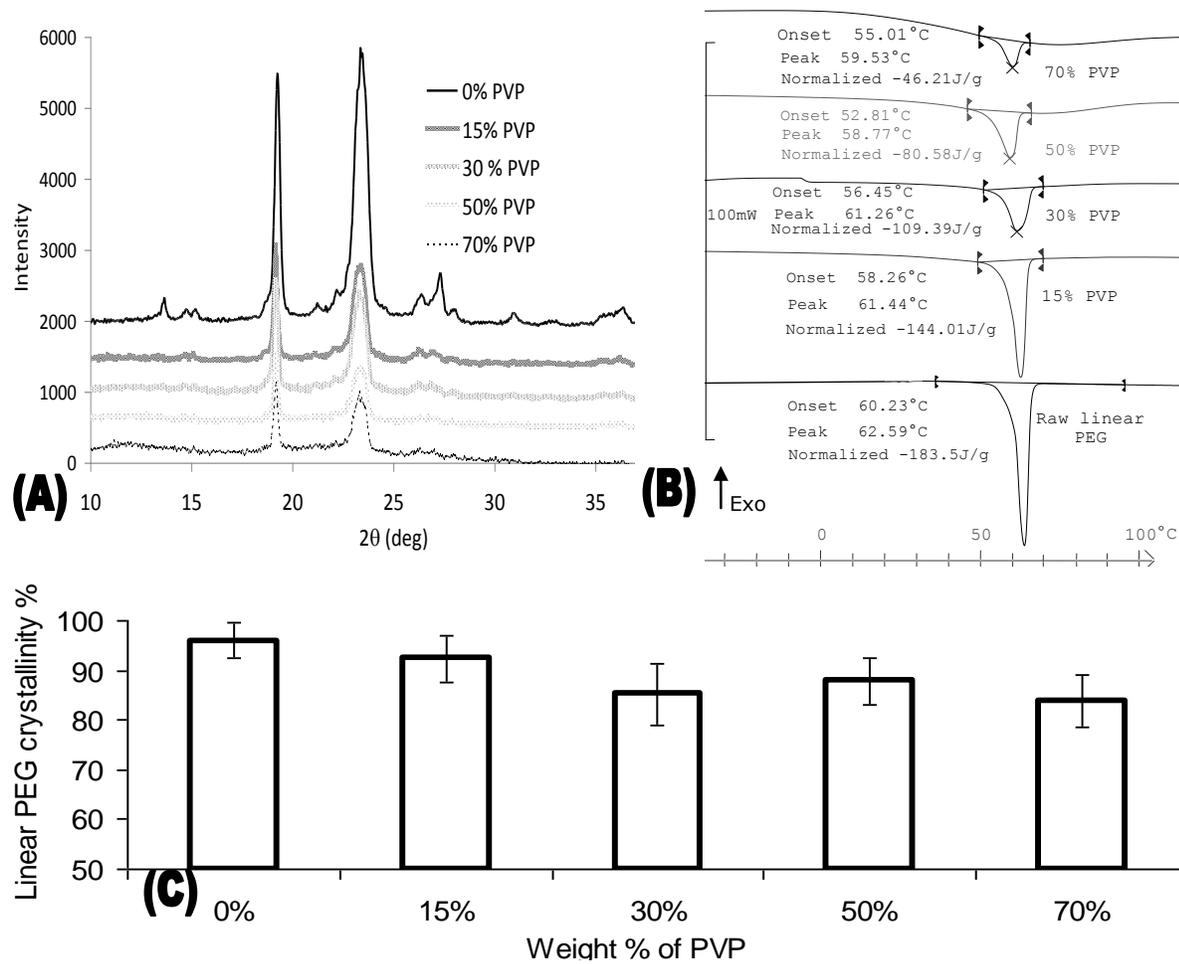 6000
5000
4000
3000
2000
1000
0
Intensity
0% PVP
15% PVP
30 % PVP
50% PVP
70% PVP
10 15 20 25 30 35
2θ (deg)
(A)
Onset 55.01°C
Peak 59.53°C
Normalized -46.21J/g
70% PVP
Onset 52.81°C
Peak 58.77°C
Normalized -80.58J/g
50% PVP
Onset 56.45°C
100mW Peak 61.26°C
Normalized -109.39J/g
30% PVP
Onset 58.26°C
Peak 61.44°C
Normalized -144.01J/g
15% PVP
Onset 60.23°C
Peak 62.59°C
Normalized -183.5J/g
Raw linear
PEG
(B)
Exo
0 50 100°C
Linear PEG crystallinity %
100
90
80
70
60
50
(C)
0% 15% 30% 50% 70%
Weight % of PVP